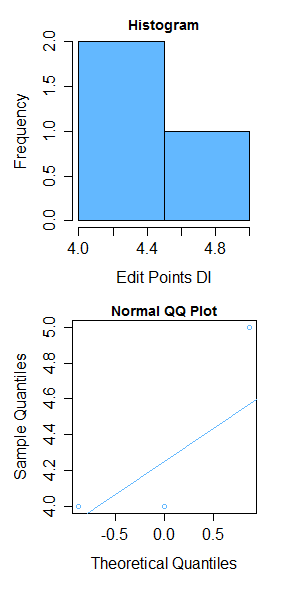 Histogram
2.0
1.5
1.0
0.5
0.0
Frequency
4.0 4.4 4.8
Edit Points DI
Normal QQ Plot
5.0
4.8
4.6
4.4
4.2
4.0
Sample Quantiles
-0.5 0.0 0.5
Theoretical Quantiles